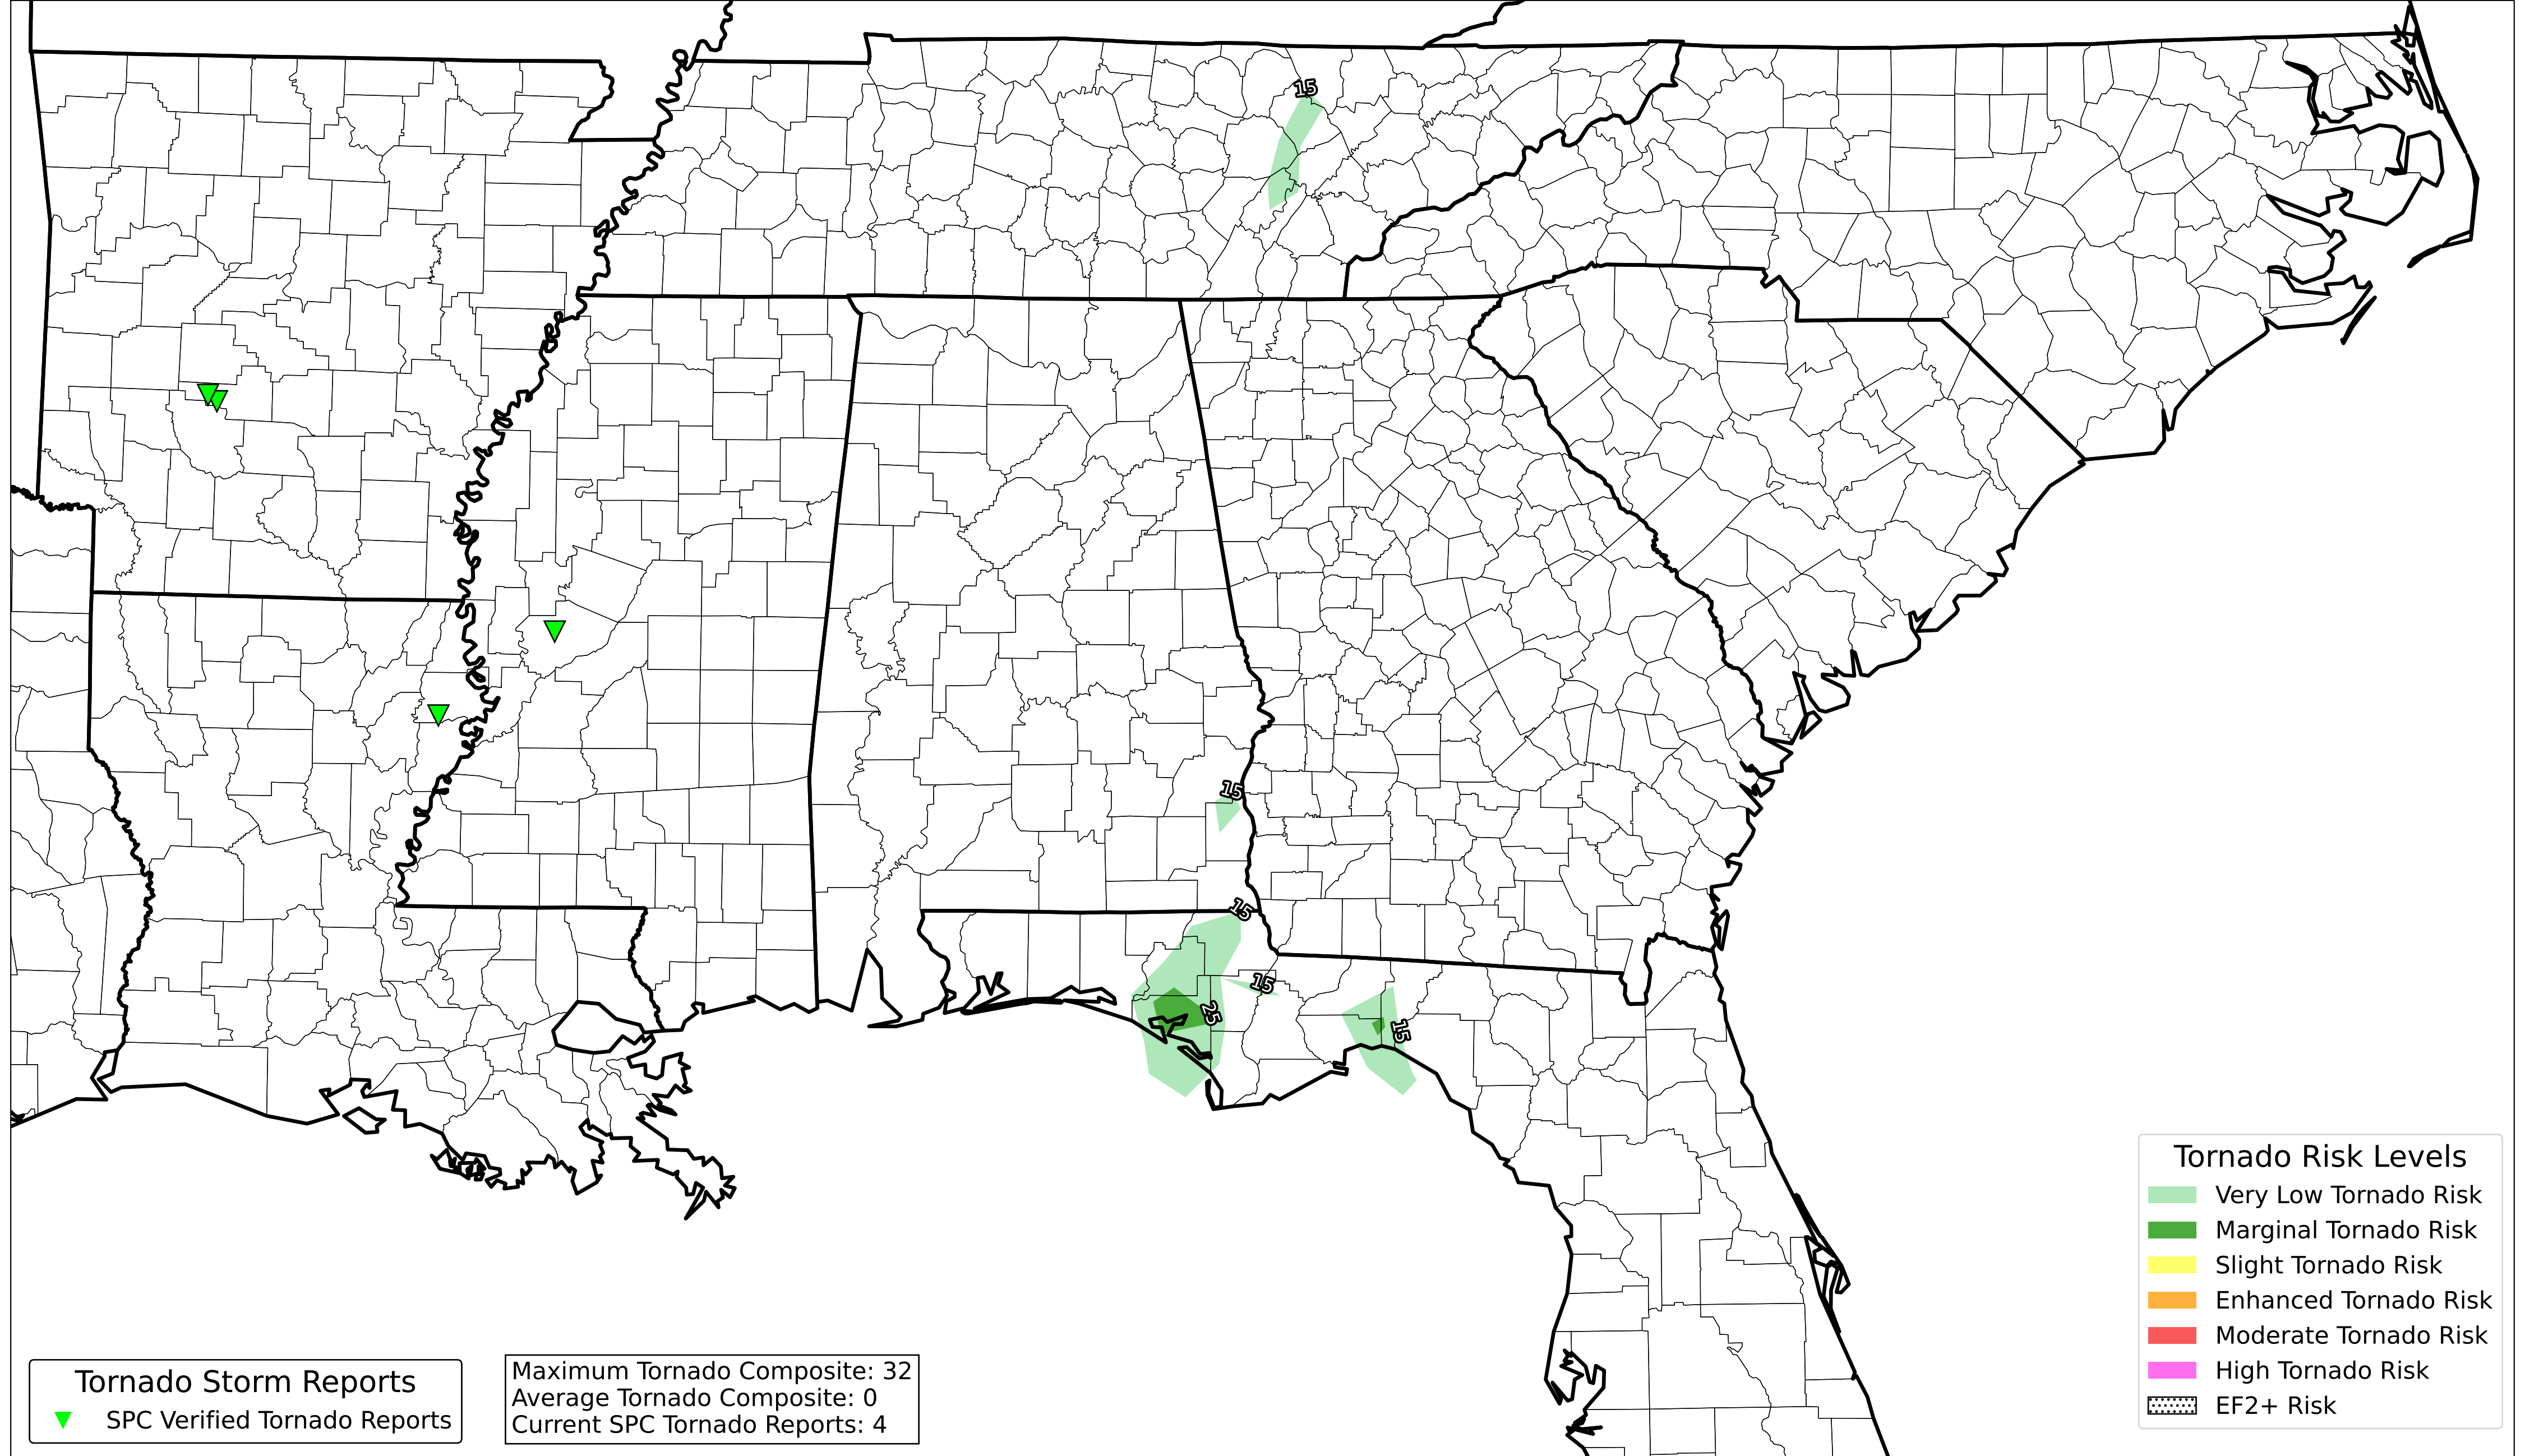 15
15
15
15
25
15
Tornado Risk Levels
Very Low Tornado Risk
Marginal Tornado Risk
Slight Tornado Risk
Enhanced Tornado Risk
Moderate Tornado Risk
High Tornado Risk
EF2+ Risk
Tornado Storm Reports
SPC Verified Tornado Reports
Maximum Tornado Composite: 32
Average Tornado Composite: 0
Current SPC Tornado Reports: 4